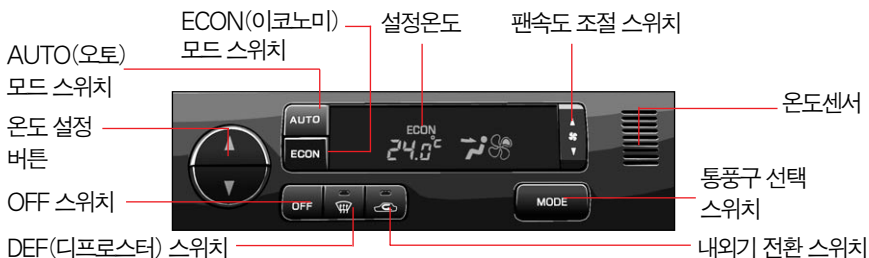 ECON(이코노미)
모드 스위치
설정온도
팬속도 조절 스위치
AUTO(오토)
모드 스위치
온도센서
온도 설정
버튼
AUTO
ECON
ECON
24.0°C
통풍구 선택
스위치
OFF 스위치
OFF
MODE
DEF(디프로스터) 스위치
내외기 전환 스위치